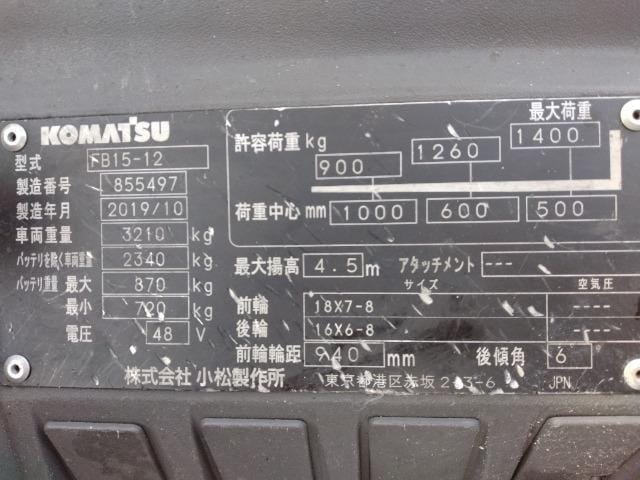 KOMATSU
型式 FB15-12
製造番号 855497
製造年月 2019/10
車両重量 3210 kg
バッテリを除く車両重量 2340 kg
バッテリ重量 最大 870 kg
最小 720 kg
電圧 48 V
株式会社 小松製作所
最大荷重
許容荷重 kg 900 1260 1400
荷重中心 mm 1000 600 500
最大揚高 4.5 m アタッチメント ---
サイズ 空気圧
前輪 18X7-8 ----
後輪 16X6-8 ----
前輪輪距 940 mm 後傾角 6
東京都港区赤坂2-3-6 JPN